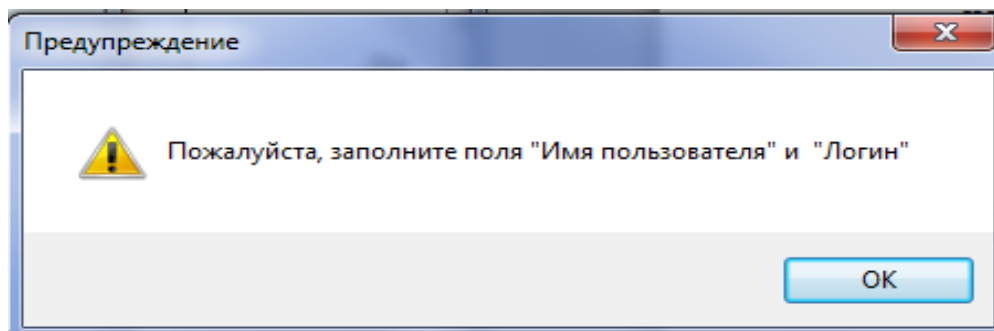 Предупреждение
Пожалуйста, заполните поля "Имя пользователя" и "Логин"
OK